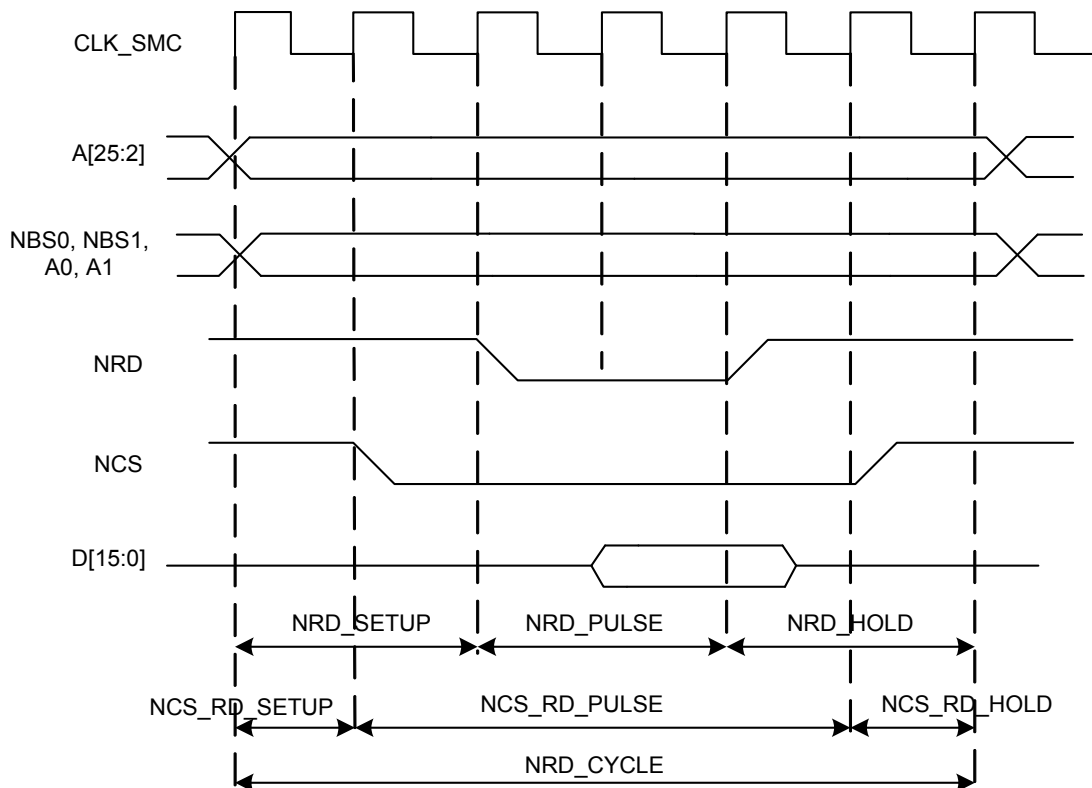 CLK_SMC
A[25:2]
NBS0, NBS1,
A0, A1
NRD
NCS
D[15:0]
NRD_SETUP NRD_PULSE NRD_HOLD
NCS_RD_SETUP NCS_RD_PULSE NCS_RD_HOLD
NRD_CYCLE